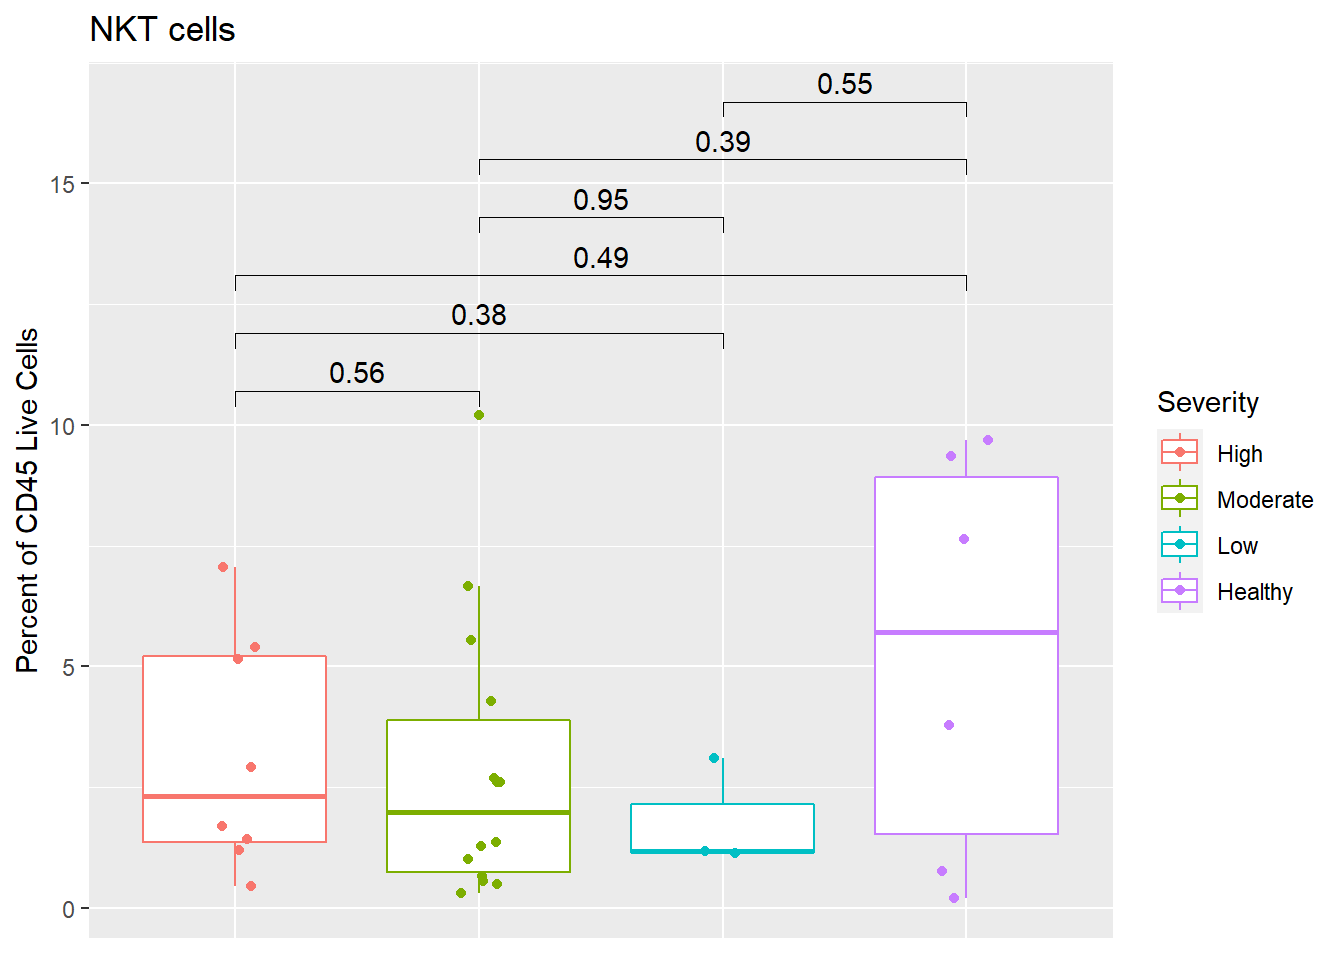 NKT cells
0.55
0.39
0.95
0.49
0.38
0.56
15
10
5
0
Percent of CD45 Live Cells
Severity
High
Moderate
Low
Healthy